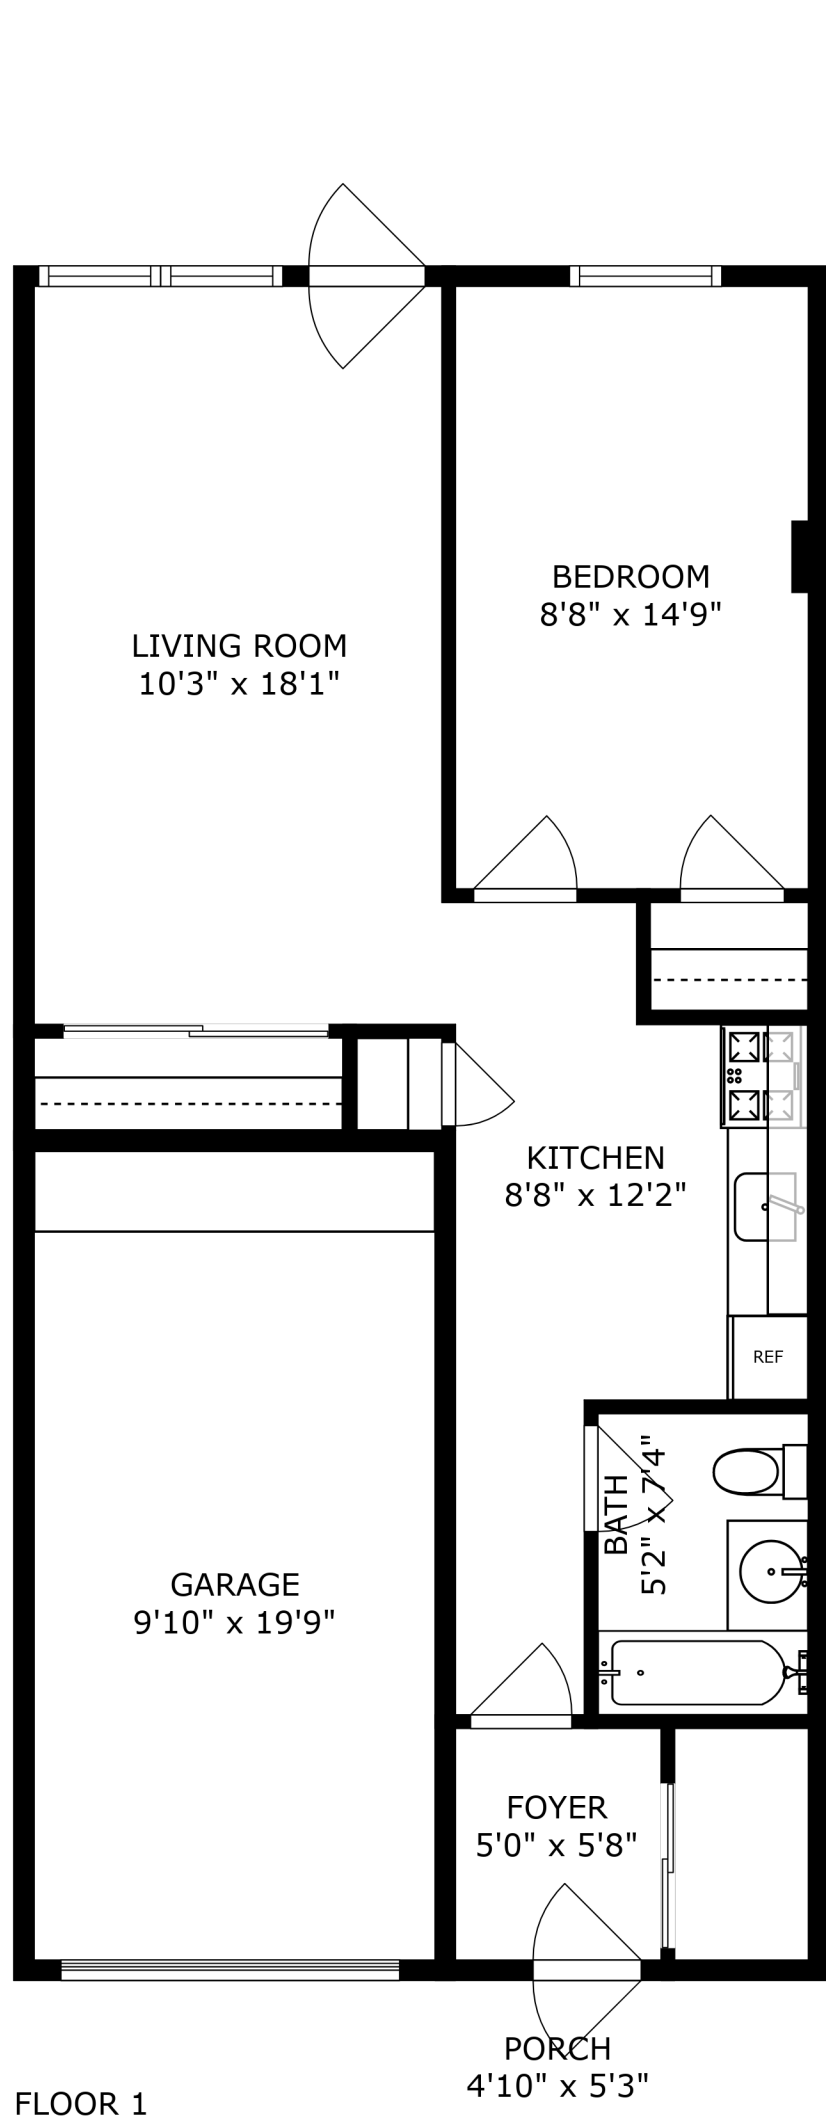 BEDROOM
8'8" x 14'9"
LIVING ROOM
10'3" x 18'1"
KITCHEN
8'8" x 12'2"
REF
BATH
5'2" x 7'4"
GARAGE
9'10" x 19'9"
FOYER
5'0" x 5'8"
PORCH
4'10" x 5'3"
FLOOR 1